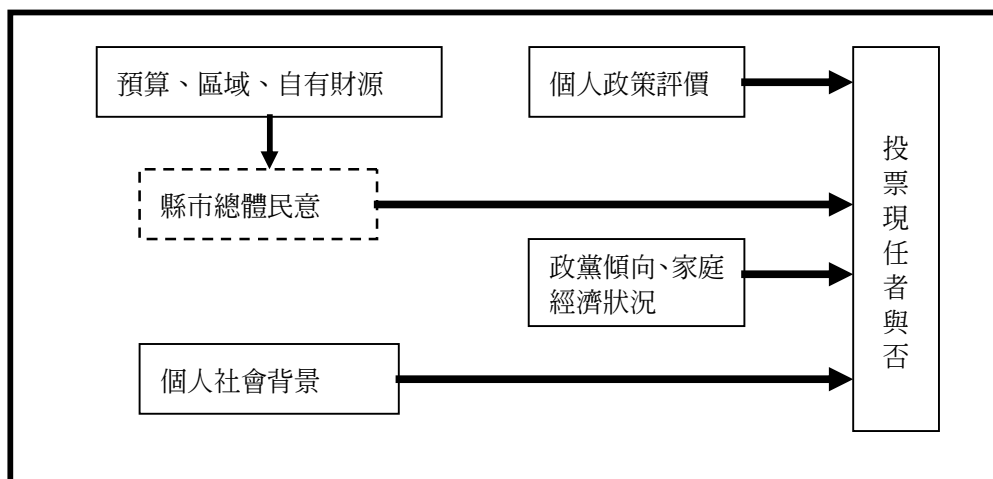 預算、區域、自有財源
個人政策評價
縣市總體民意
政黨傾向、家庭
經濟狀況
個人社會背景
投票現任者與否